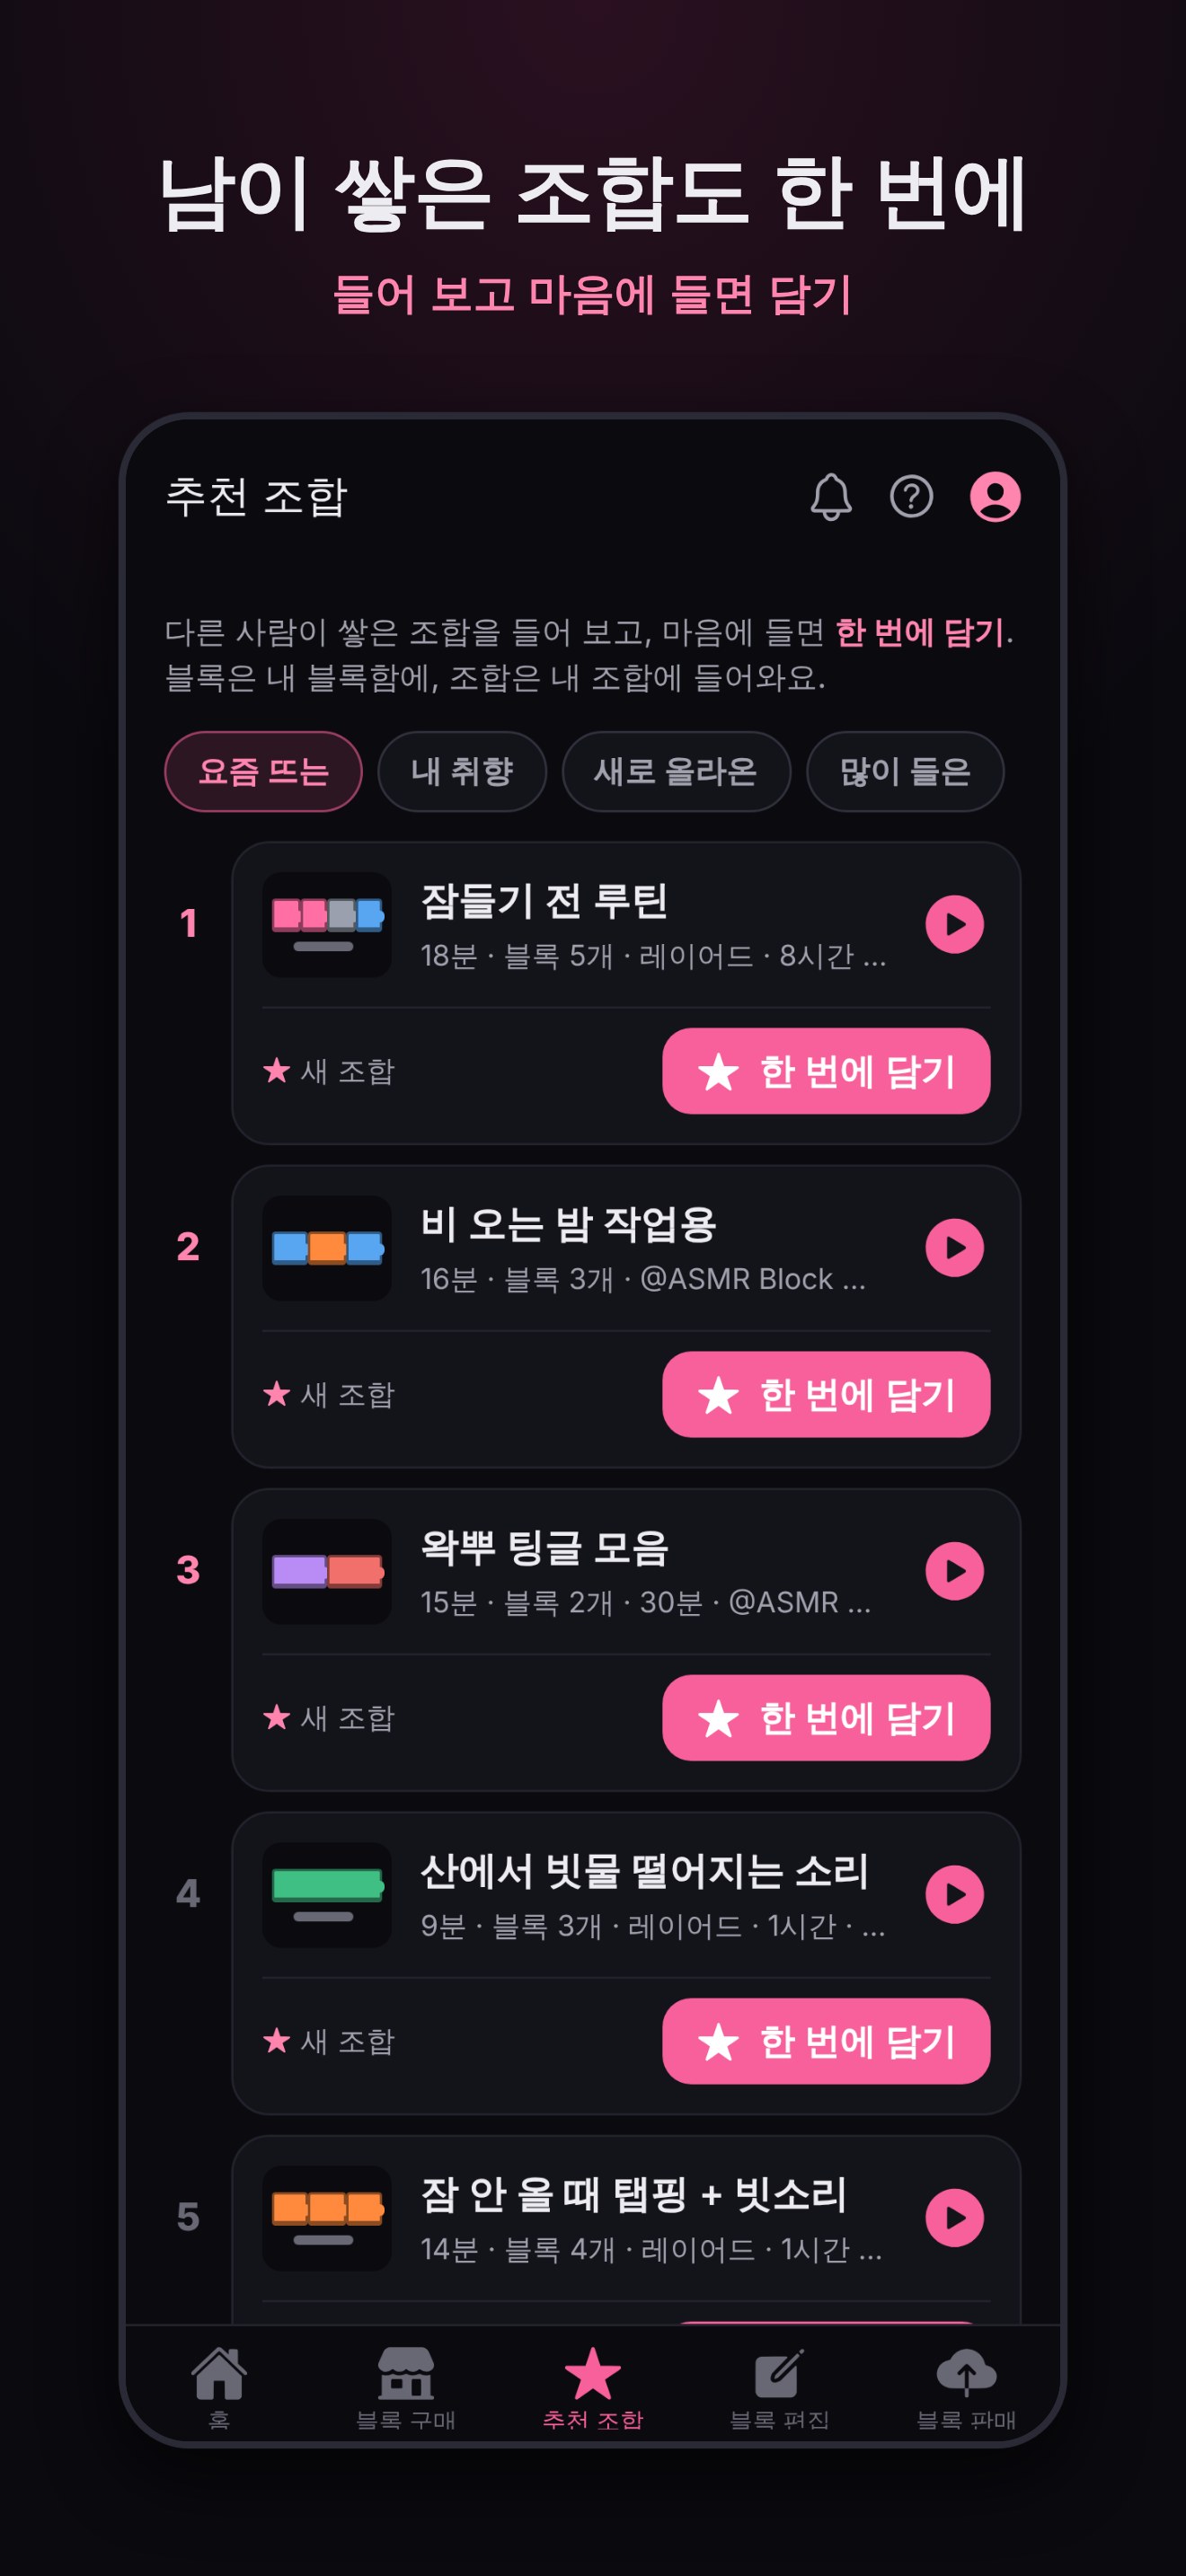 남이 쌓은 조합도 한 번에
들어 보고 마음에 들면 담기
추천 조합
다른 사람이 쌓은 조합을 들어 보고, 마음에 들면 한 번에 담기.
블록은 내 블록함에, 조합은 내 조합에 들어와요.
요즘 뜨는 내 취향 새로 올라온 많이 들은
1
잠들기 전 루틴
18분 · 블록 5개 · 레이어드 · 8시간 ...
새 조합 한 번에 담기
2
비 오는 밤 작업용
16분 · 블록 3개 · @ASMR Block ...
새 조합 한 번에 담기
3
왁뿌 팅글 모음
15분 · 블록 2개 · 30분 · @ASMR ...
새 조합 한 번에 담기
4
산에서 빗물 떨어지는 소리
9분 · 블록 3개 · 레이어드 · 1시간 · ...
새 조합 한 번에 담기
5
잠 안 올 때 탭핑 + 빗소리
14분 · 블록 4개 · 레이어드 · 1시간 ...
홈 블록 구매 추천 조합 블록 편집 블록 판매